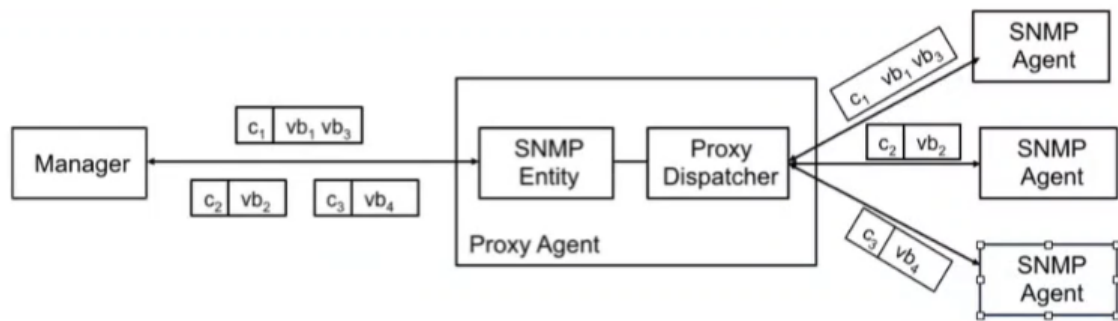 SNMP
Agent
c₁ vb₁ vb₃
c₁ vb₁ vb₃
Manager
SNMP
Entity
Proxy
Dispatcher
c₂ vb₂
SNMP
Agent
c₂ vb₂
c₃ vb₄
Proxy Agent
c₃ vb₄
SNMP
Agent